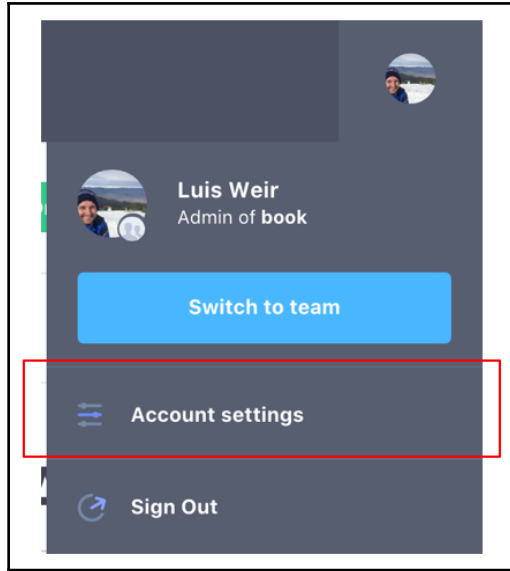 Luis Weir
Admin of book
Switch to team
Account settings
Sign Out